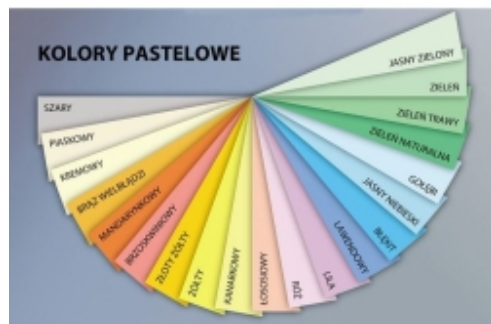 KOLORY PASTELOWE
SZARY
PIASKOWY
KREMOWY
BRĄZ WIELBŁĄDZI
MANDARYNKOWY
BRZOSKWINIOWY
ZŁOTY ŻÓŁTY
ŻÓŁTY
KANARKOWY
ŁOSOSIOWY
RÓŻ
LILA
LAWENDOWY
BŁĘKIT
JASNY NIEBIESKI
GOŁĘBI
ZIELEŃ NATURALNA
ZIELEŃ TRAWY
ZIELEŃ
JASNY ZIELONY